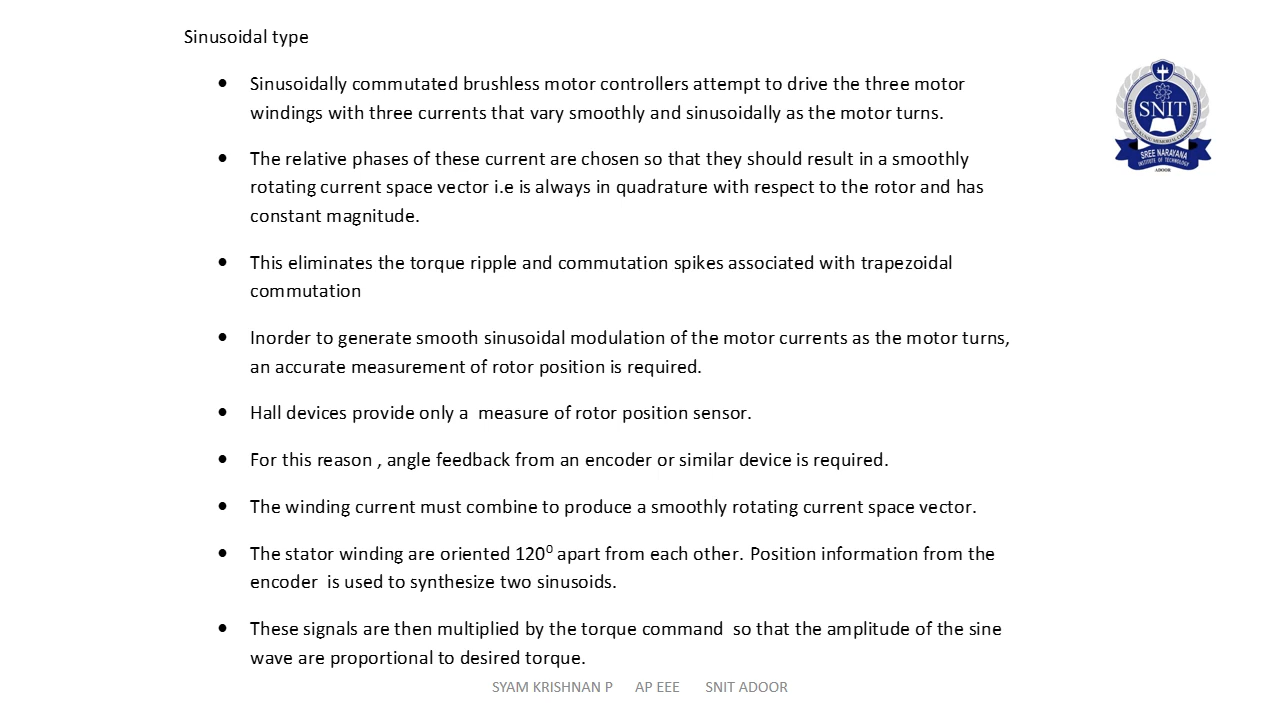 Sinusoidal type
• Sinusoidally commutated brushless motor controllers attempt to drive the three motor
windings with three currents that vary smoothly and sinusoidally as the motor turns.
• The relative phases of these current are chosen so that they should result in a smoothly
rotating current space vector i.e is always in quadrature with respect to the rotor and has
constant magnitude.
• This eliminates the torque ripple and commutation spikes associated with trapezoidal
commutation
• Inorder to generate smooth sinusoidal modulation of the motor currents as the motor turns,
an accurate measurement of rotor position is required.
• Hall devices provide only a  measure of rotor position sensor.
• For this reason , angle feedback from an encoder or similar device is required.
• The winding current must combine to produce a smoothly rotating current space vector.
• The stator winding are oriented 120⁰ apart from each other. Position information from the
encoder  is used to synthesize two sinusoids.
• These signals are then multiplied by the torque command  so that the amplitude of the sine
wave are proportional to desired torque.
SYAM KRISHNAN P AP EEE SNIT ADOOR
SNIT
SREE NARAYANA
INSTITUTE OF TECHNOLOGY
ADOOR